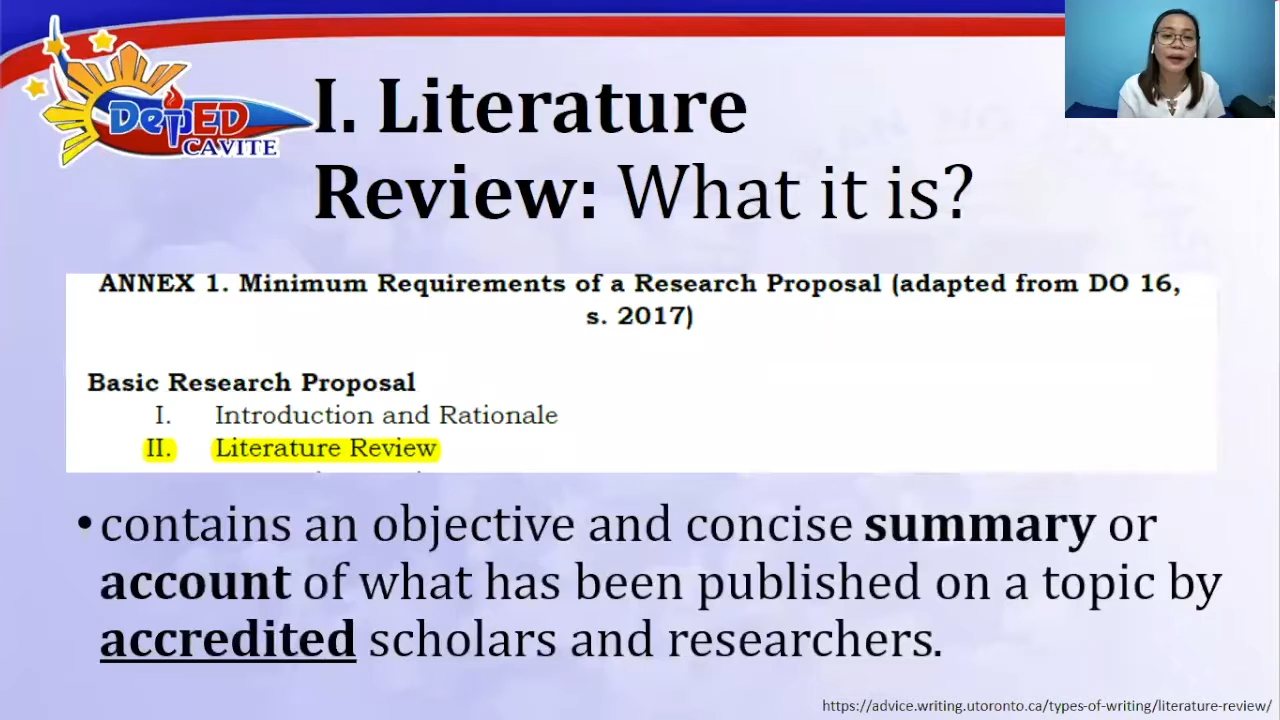 DepED
CAVITE
I. Literature
Review: What it is?
ANNEX 1. Minimum Requirements of a Research Proposal (adapted from DO 16,
s. 2017)
Basic Research Proposal
I. Introduction and Rationale
II. Literature Review
•contains an objective and concise summary or
account of what has been published on a topic by
accredited scholars and researchers.
https://advice.writing.utoronto.ca/types-of-writing/literature-review/